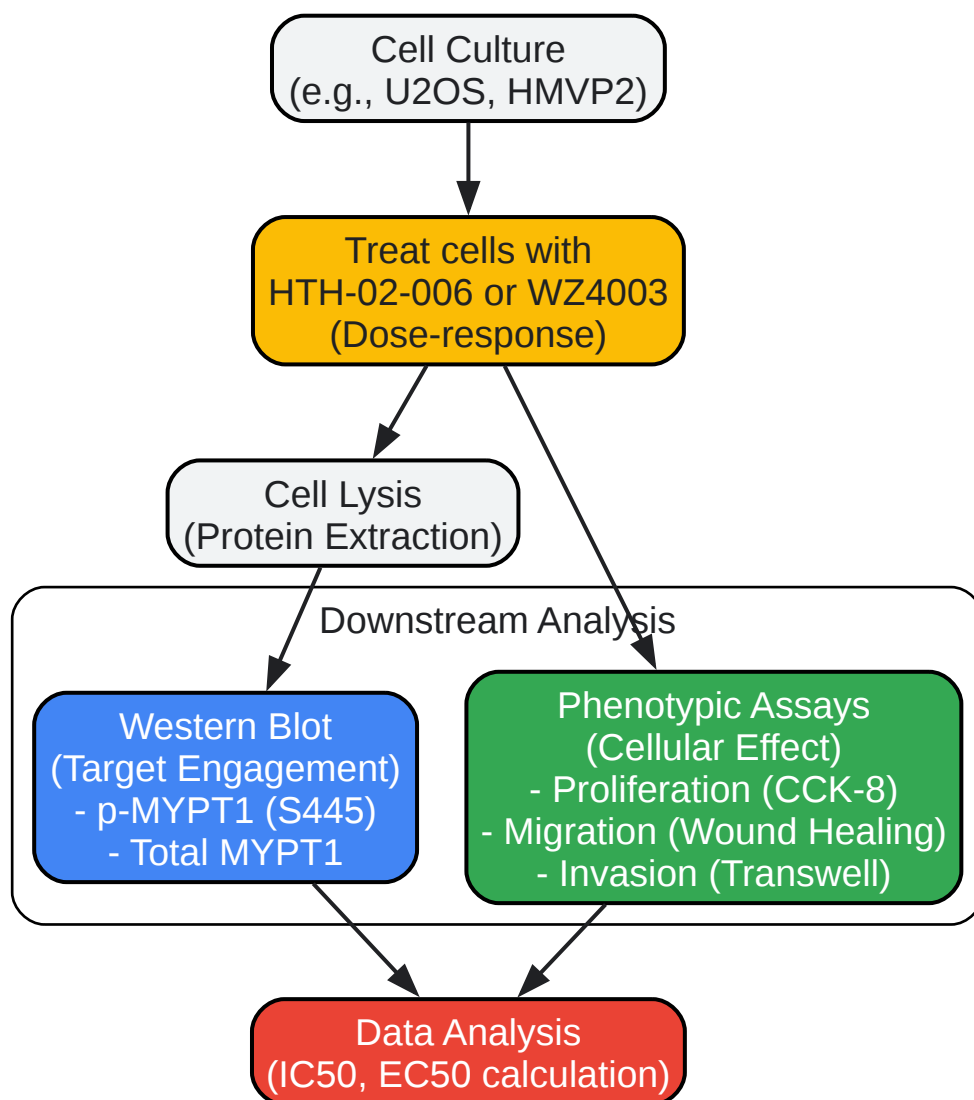 Cell Culture
(e.g., U2OS, HMVP2)
Treat cells with
HTH-02-006 or WZ4003
(Dose-response)
Cell Lysis
(Protein Extraction)
Downstream Analysis
Western Blot
(Target Engagement)
- p-MYPT1 (S445)
- Total MYPT1
Phenotypic Assays
(Cellular Effect)
- Proliferation (CCK-8)
- Migration (Wound Healing)
- Invasion (Transwell)
Data Analysis
(IC50, EC50 calculation)